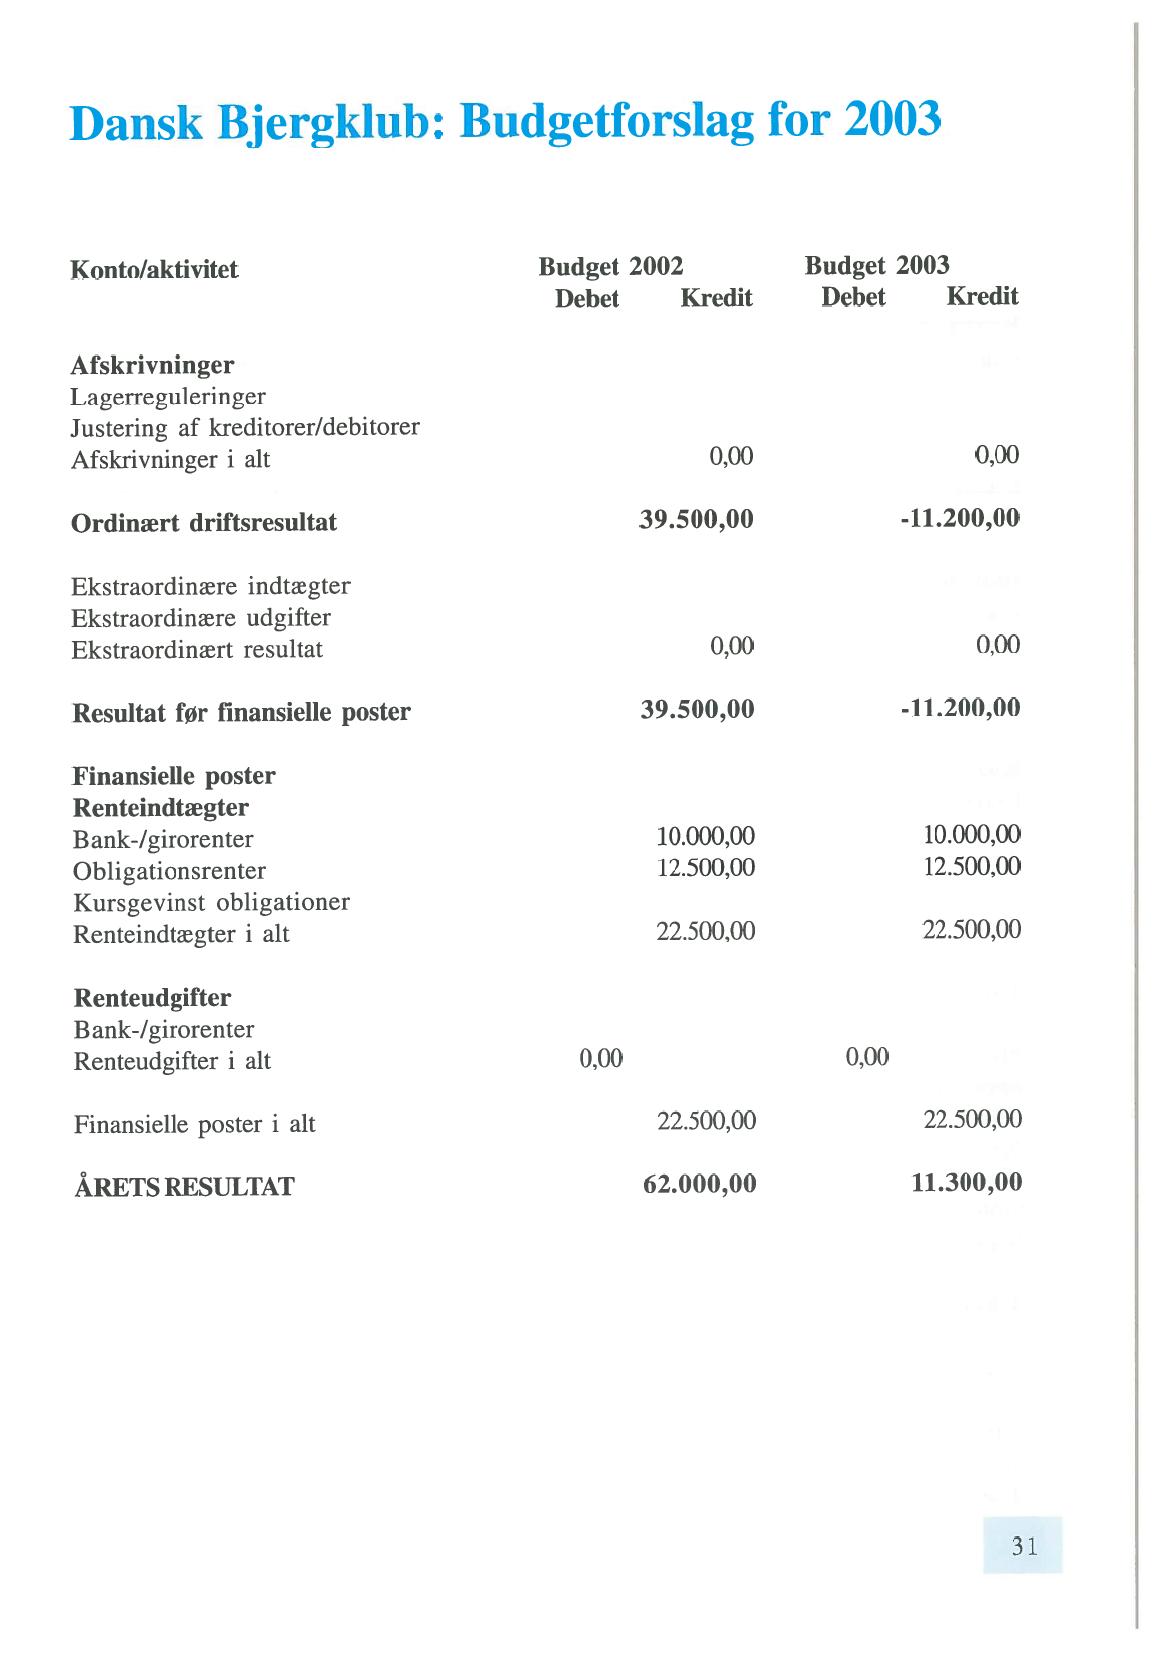 Dansk Bjergklub: Budgetforslag for 2003
Konto/aktivitet Budget 2002 Budget 2003
Debet Kredit Debet Kredit
Afskrivninger
Lagerreguleringer
Justering af kreditorer/debitorer
Afskrivninger i alt 0,00 0,00
Ordinært driftsresultat 39.500,00 -11.200,00
Ekstraordinære indtægter
Ekstraordinære udgifter
Ekstraordinært resultat 0,00 0,00
Resultat før finansielle poster 39.500,00 -11.200,00
Finansielle poster
Renteindtægter
Bank-/girorenter 10.000,00 10.000,00
Obligationsrenter 12.500,00 12.500,00
Kursgevinst obligationer
Renteindtægter i alt 22.500,00 22.500,00
Renteudgifter
Bank-/girorenter
Renteudgifter i alt 0,00 0,00
Finansielle poster i alt 22.500,00 22.500,00
ÅRETS RESULTAT 62.000,00 11.300,00
31